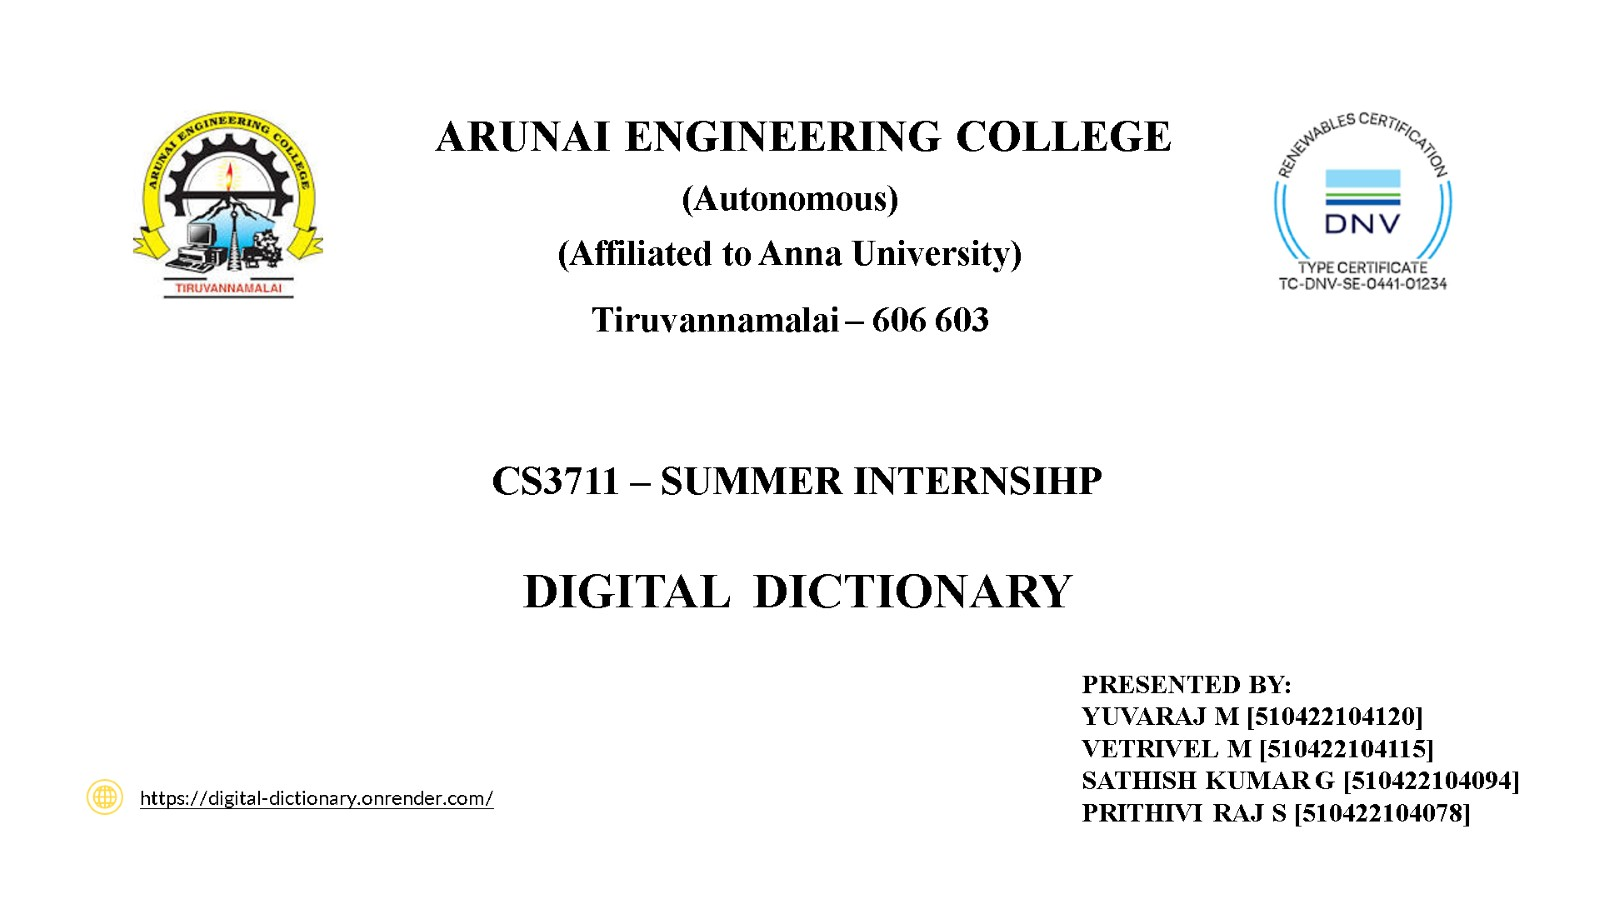 ARUNAI ENGINEERING COLLEGE
TIRUVANNAMALAI
ARUNAI ENGINEERING COLLEGE
(Autonomous)
(Affiliated to Anna University)
Tiruvannamalai – 606 603
RENEWABLES CERTIFICATION
DNV
TYPE CERTIFICATE
TC-DNV-SE-0441-01234
CS3711 – SUMMER INTERNSIHP
DIGITAL DICTIONARY
PRESENTED BY:
YUVARAJ M [510422104120]
VETRIVEL M [510422104115]
SATHISH KUMAR G [510422104094]
PRITHIVI RAJ S [510422104078]
https://digital-dictionary.onrender.com/